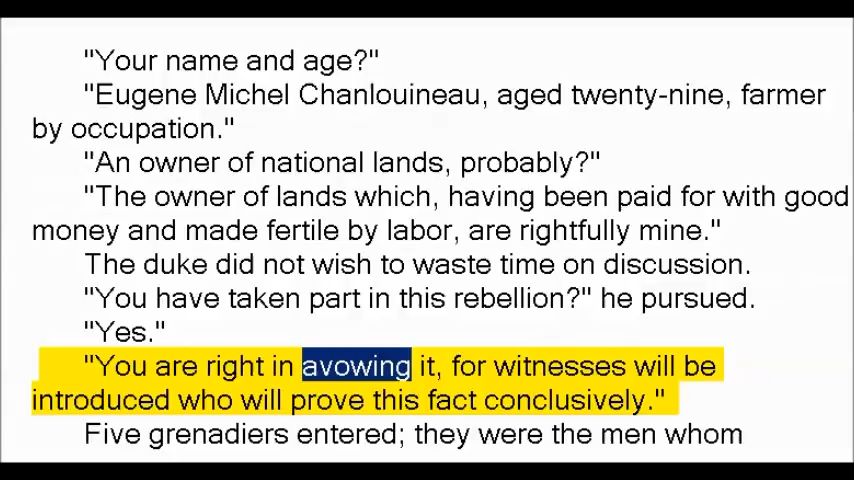 "Your name and age?"
"Eugene Michel Chanlouineau, aged twenty-nine, farmer
by occupation."
"An owner of national lands, probably?"
"The owner of lands which, having been paid for with good
money and made fertile by labor, are rightfully mine."
The duke did not wish to waste time on discussion.
"You have taken part in this rebellion?" he pursued.
"Yes."
"You are right in avowing it, for witnesses will be
introduced who will prove this fact conclusively."
Five grenadiers entered; they were the men whom